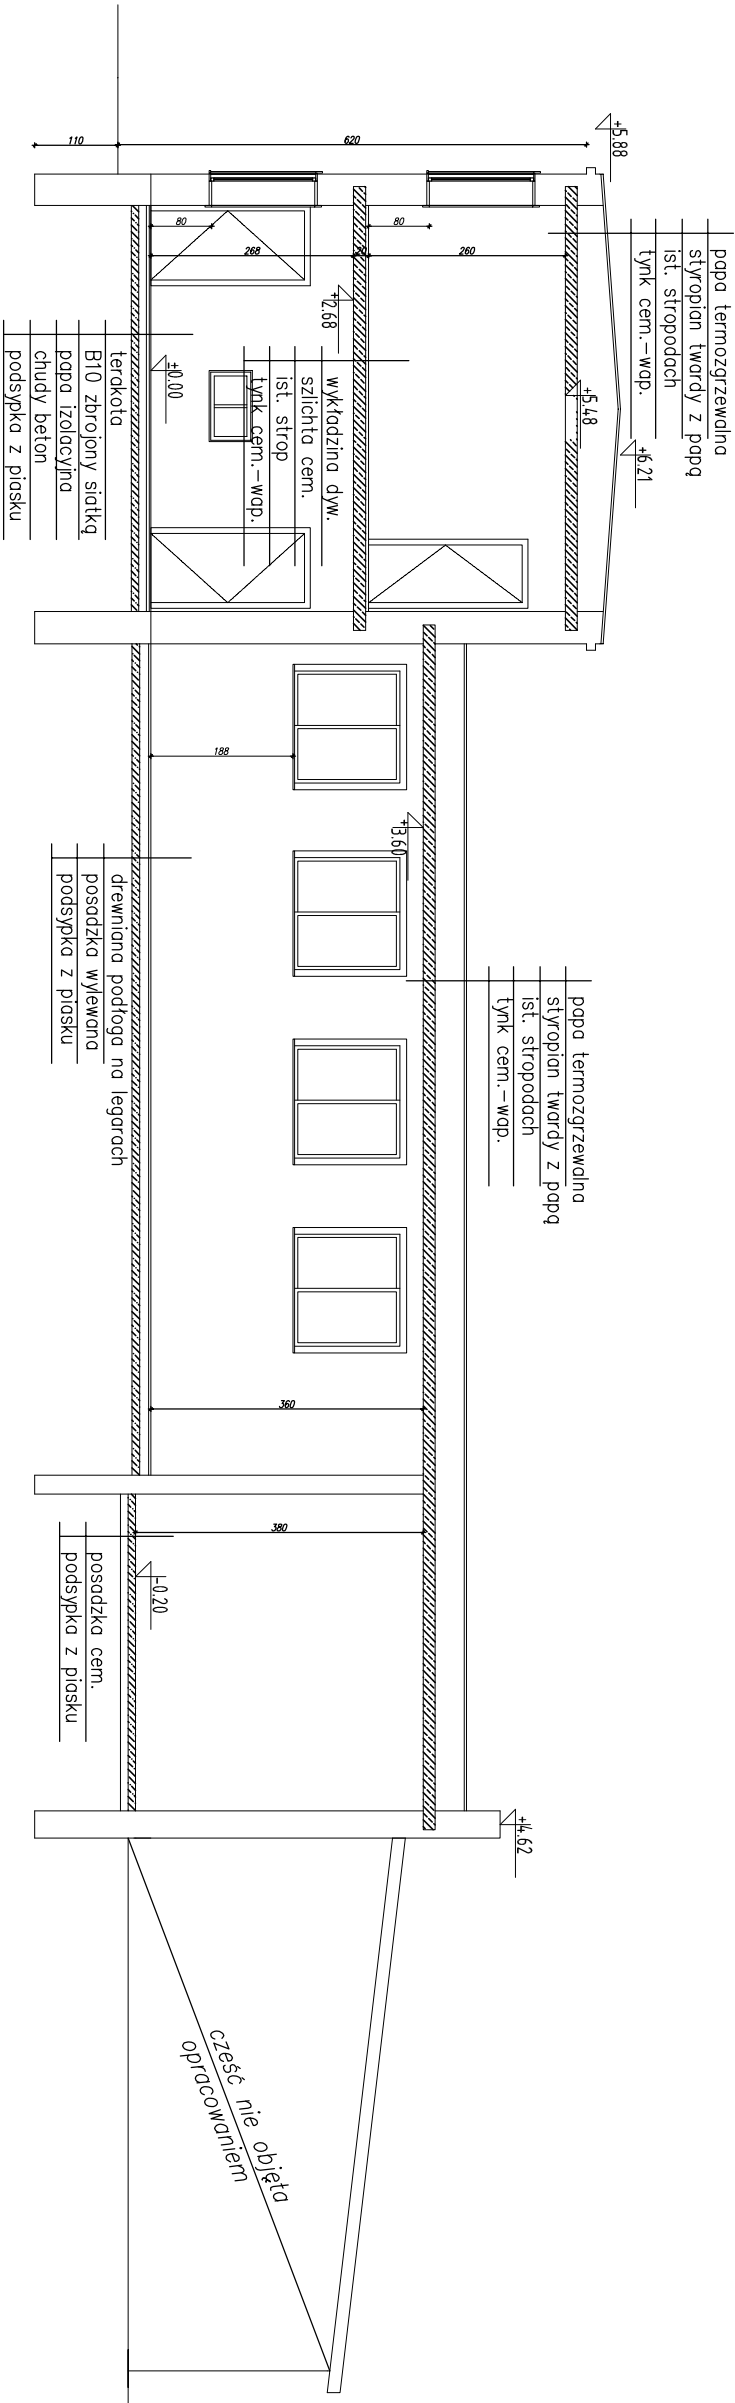 papa termozgrzewalna
styropian twardy z papą
ist. stropodach
tynk cem.-wap.
+5.88
+6.21
+5.48
620
110
80
260
20
268
80
+2.68
wykładzina dyw.
szlichta cem.
ist. strop
tynk cem.-wap.
±0.00
terakota
B10 zbrojony siatką
papa izolacyjna
chudy beton
podsypka z piasku
188
+3.60
papa termozgrzewalna
styropian twardy z papą
ist. stropodach
tynk cem.-wap.
drewniana podłoga na legarach
posadzka wylewana
podsypka z piasku
360
380
-0.20
posadzka cem.
podsypka z piasku
+4.62
cześć nie objęta
opracowaniem